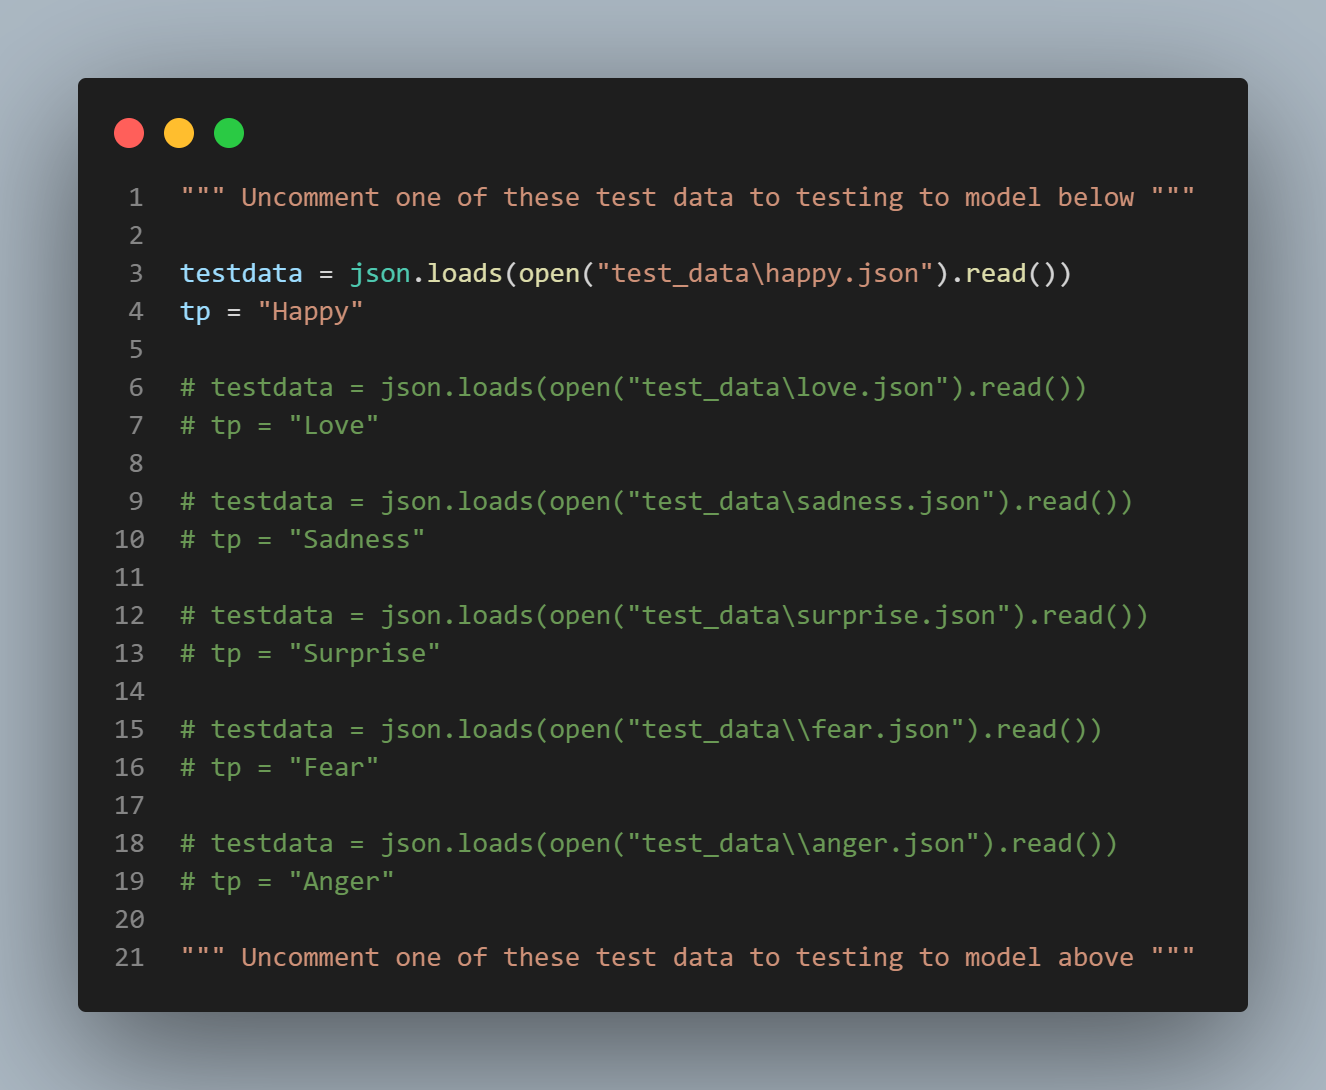 1 """ Uncomment one of these test data to testing to model below """
2
3 testdata = json.loads(open("test_data\happy.json").read())
4 tp = "Happy"
5
6 # testdata = json.loads(open("test_data\love.json").read())
7 # tp = "Love"
8
9 # testdata = json.loads(open("test_data\sadness.json").read())
10 # tp = "Sadness"
11
12 # testdata = json.loads(open("test_data\surprise.json").read())
13 # tp = "Surprise"
14
15 # testdata = json.loads(open("test_data\\fear.json").read())
16 # tp = "Fear"
17
18 # testdata = json.loads(open("test_data\\anger.json").read())
19 # tp = "Anger"
20
21 """ Uncomment one of these test data to testing to model above """